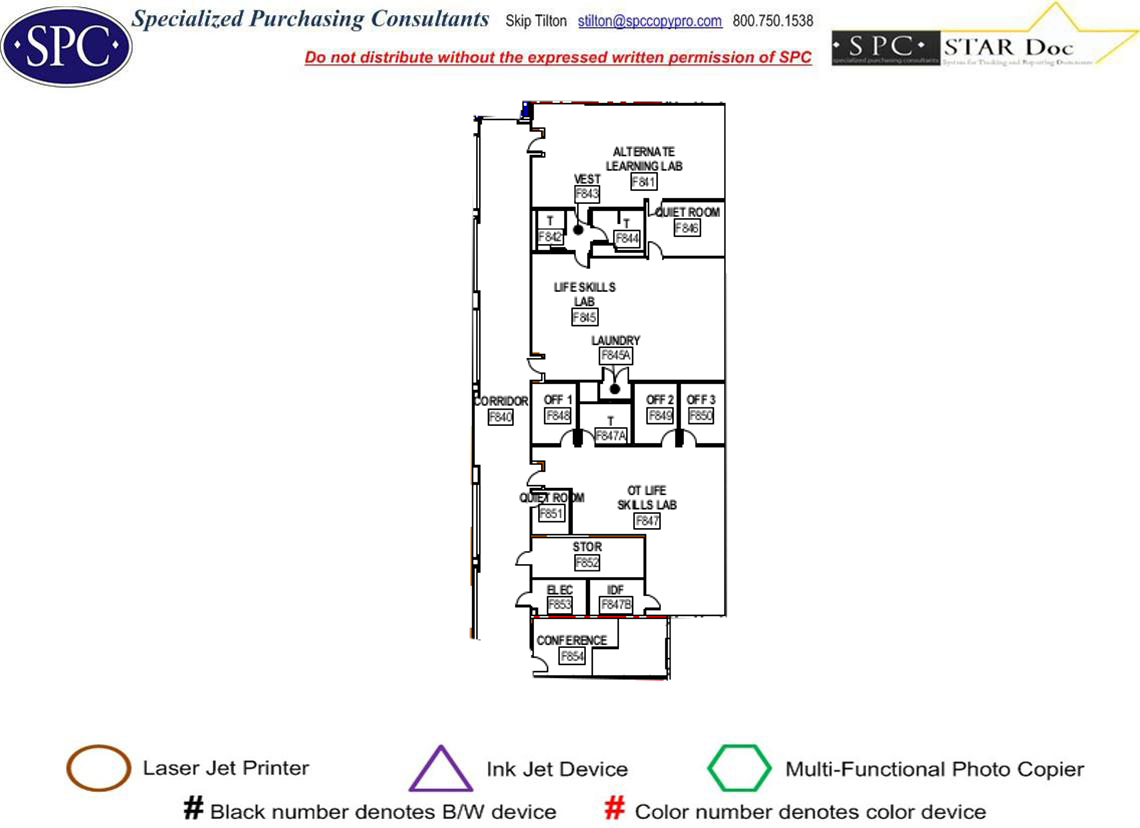 SPC
Specialized Purchasing Consultants Skip Tilton stilton@spccopypro.com 800.750.1538
Do not distribute without the expressed written permission of SPC
• SPC •
specialized purchasing consultants
STAR Doc
System for Tracking and Reporting Documents
ALTERNATE
LEARNING LAB
F841
VEST
F843
T
F842
T
F844
QUIET ROOM
F846
LIFE SKILLS
LAB
F845
LAUNDRY
F845A
CORRIDOR
F840
OFF 1
F848
T
F847A
OFF 2
F849
OFF 3
F850
QUIET ROOM
F851
OT LIFE
SKILLS LAB
F847
STOR
F852
ELEC
F853
IDF
F847B
CONFERENCE
F854
Laser Jet Printer
Ink Jet Device
Multi-Functional Photo Copier
# Black number denotes B/W device
# Color number denotes color device